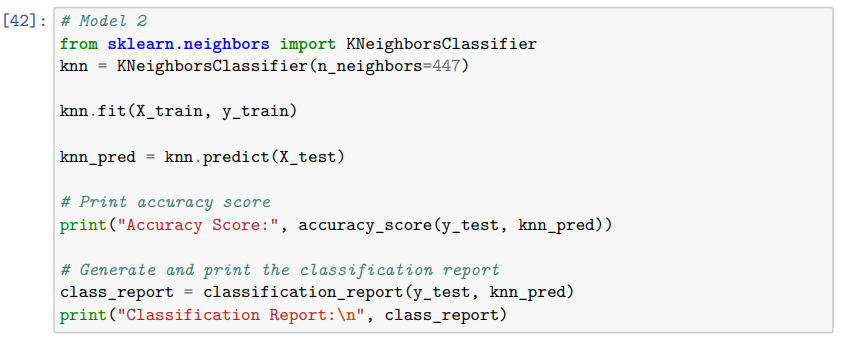 [42]: # Model 2
from sklearn.neighbors import KNeighborsClassifier
knn = KNeighborsClassifier(n_neighbors=447)
knn.fit(X_train, y_train)
knn_pred = knn.predict(X_test)
# Print accuracy score
print("Accuracy Score:", accuracy_score(y_test, knn_pred))
# Generate and print the classification report
class_report = classification_report(y_test, knn_pred)
print("Classification Report:\n", class_report)